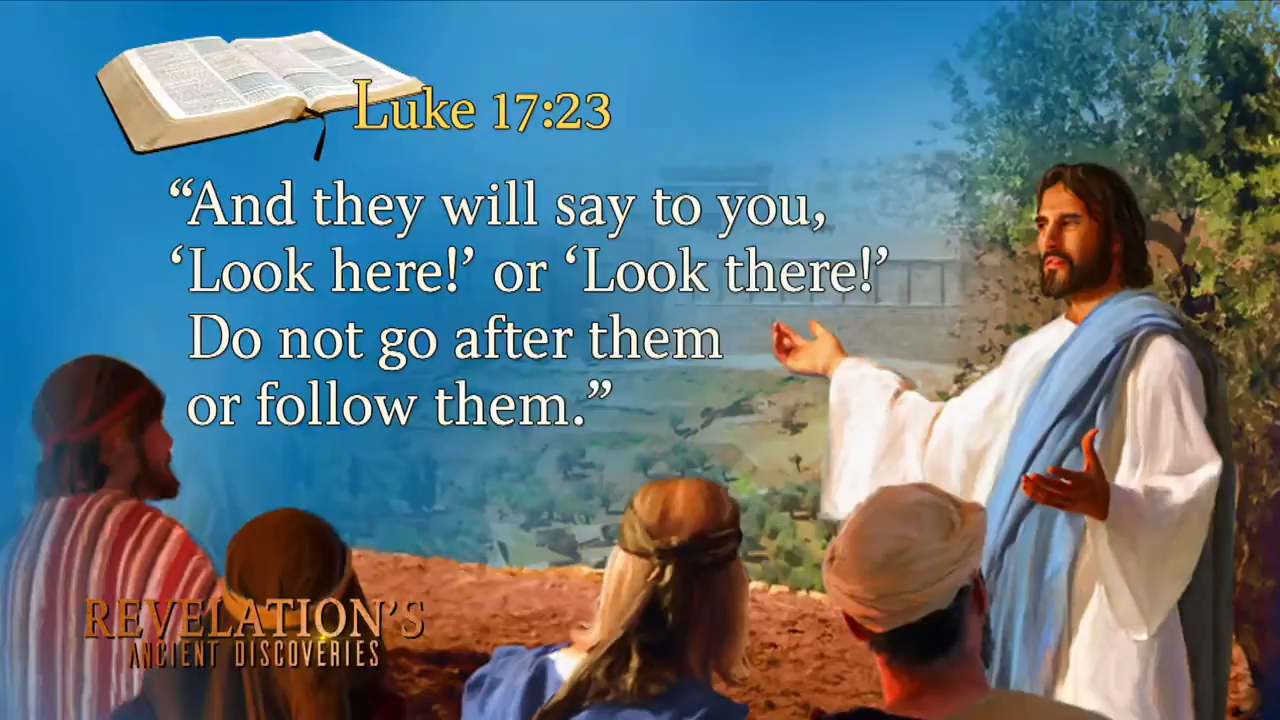 Luke 17:23
“And they will say to you,
‘Look here!’ or ‘Look there!’
Do not go after them
or follow them.”
REVELATION'S
ANCIENT DISCOVERIES